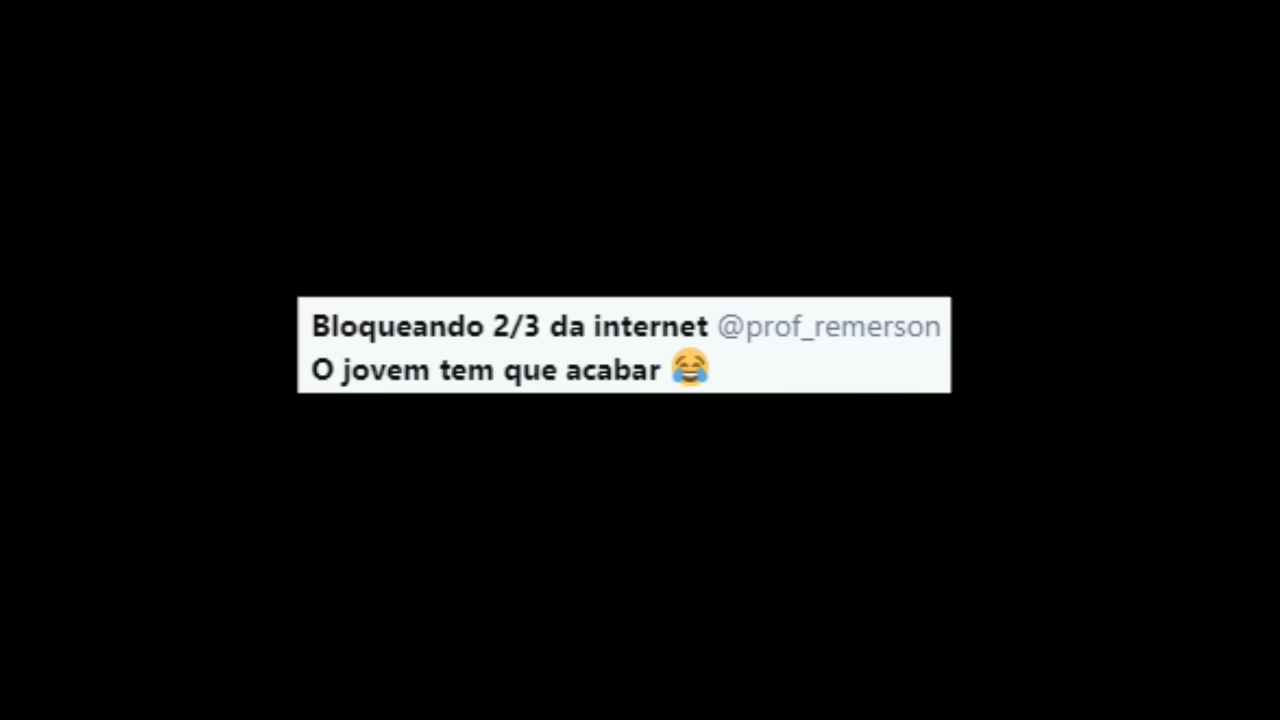 Bloqueando 2/3 da internet @prof_remerson
O jovem tem que acabar 😂